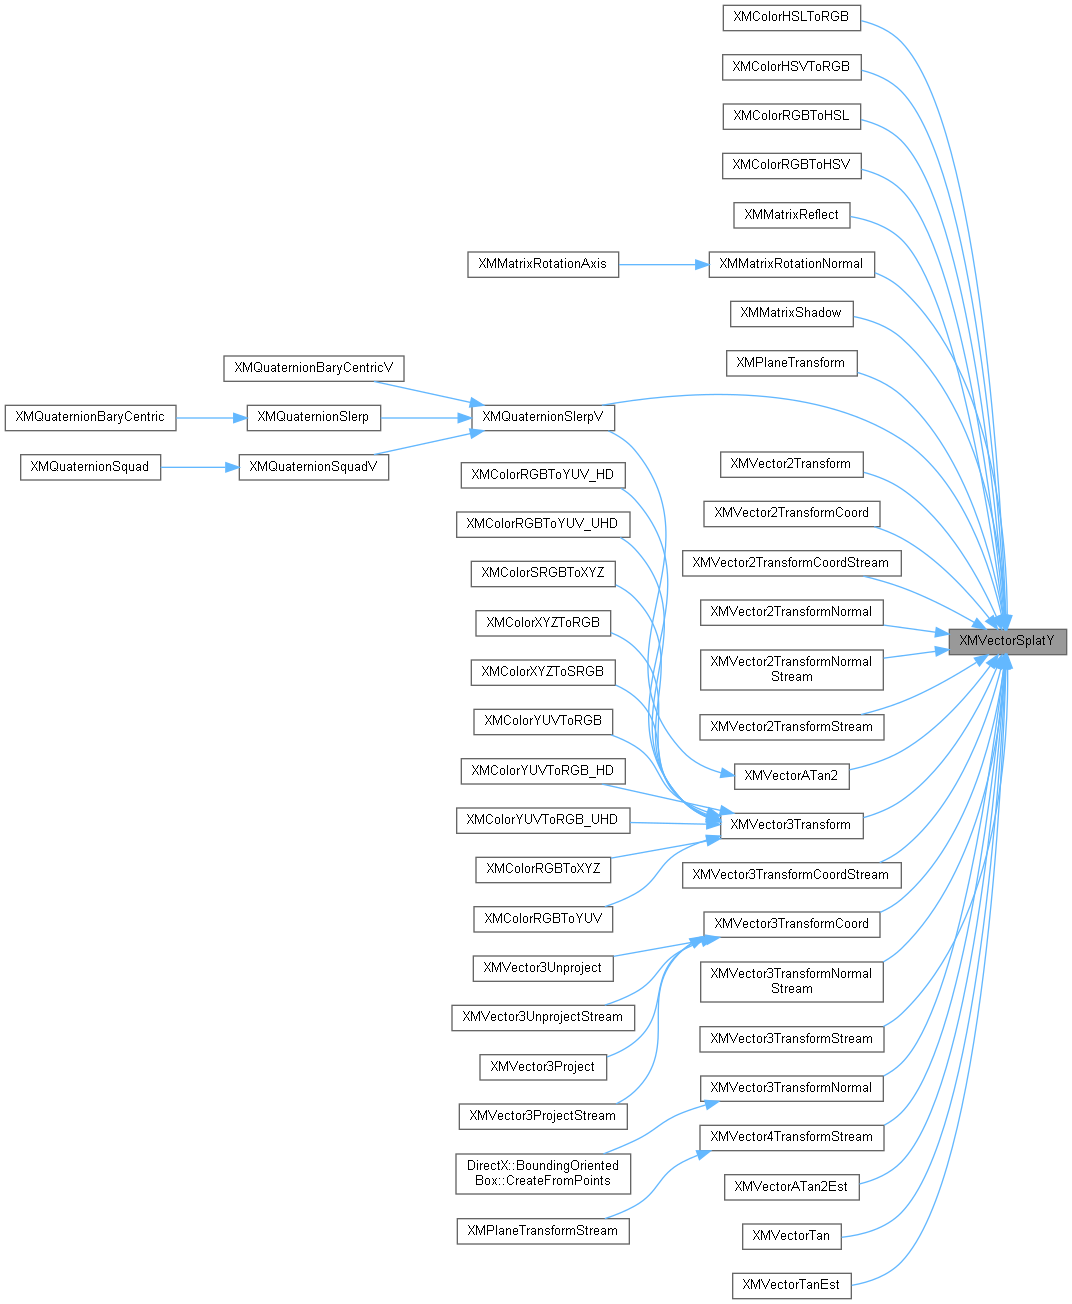 XMColorHSLToRGB
XMColorHSVToRGB
XMColorRGBToHSL
XMColorRGBToHSV
XMMatrixReflect
XMMatrixRotationAxis
XMMatrixRotationNormal
XMMatrixShadow
XMPlaneTransform
XMQuaternionBaryCentricV
XMQuaternionBaryCentric
XMQuaternionSlerp
XMQuaternionSlerpV
XMQuaternionSquad
XMQuaternionSquadV
XMVector2Transform
XMColorRGBToYUV_HD
XMVector2TransformCoord
XMColorRGBToYUV_UHD
XMVector2TransformCoordStream
XMColorSRGBToXYZ
XMVector2TransformNormal
XMColorXYZToRGB
XMVectorSplatY
XMVector2TransformNormal
Stream
XMColorXYZToSRGB
XMVector2TransformStream
XMColorYUVToRGB
XMColorYUVToRGB_HD
XMVectorATan2
XMColorYUVToRGB_UHD
XMVector3Transform
XMColorRGBToXYZ
XMVector3TransformCoordStream
XMColorRGBToYUV
XMVector3TransformCoord
XMVector3Unproject
XMVector3TransformNormal
Stream
XMVector3UnprojectStream
XMVector3TransformStream
XMVector3Project
XMVector3TransformNormal
XMVector3ProjectStream
XMVector4TransformStream
DirectX::BoundingOriented
Box::CreateFromPoints
XMVectorATan2Est
XMPlaneTransformStream
XMVectorTan
XMVectorTanEst